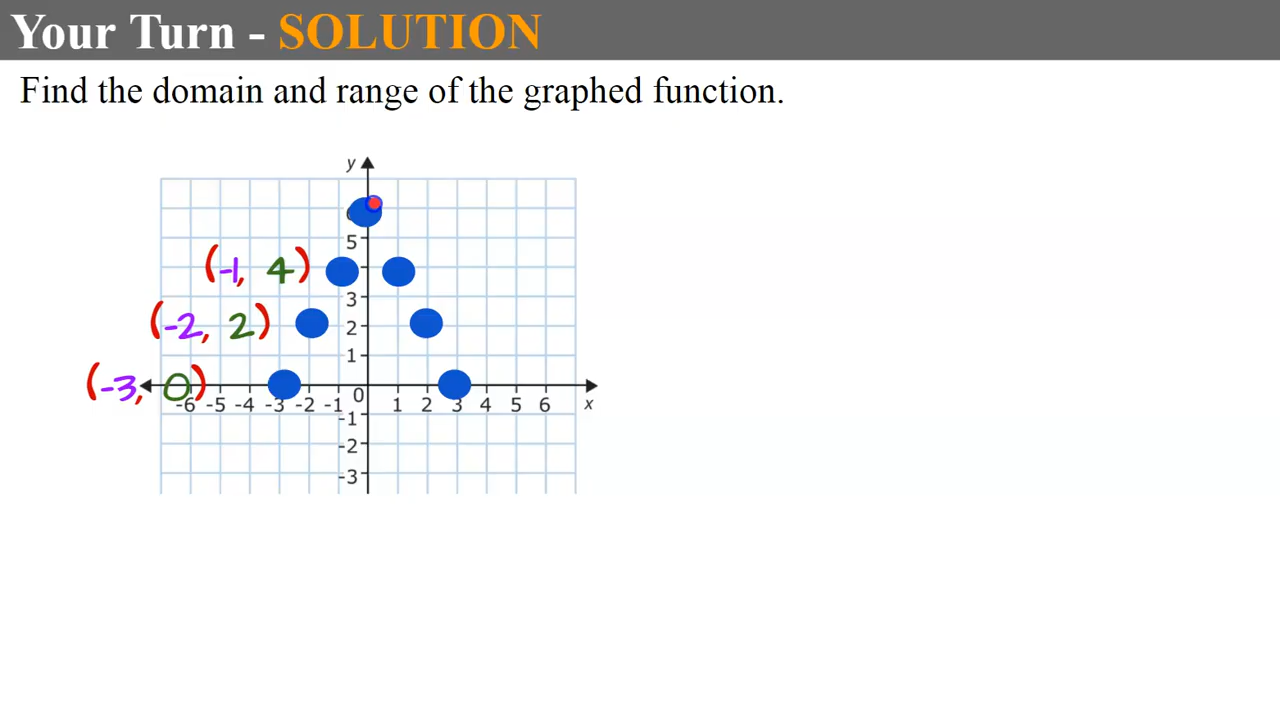 Your Turn - SOLUTION
Find the domain and range of the graphed function.
y
5
(-1, 4)
3
(-2, 2)
2
1
(-3, 0)
0
-6 -5 -4 -3 -2 -1 1 2 3 4 5 6 x
-1
-2
-3